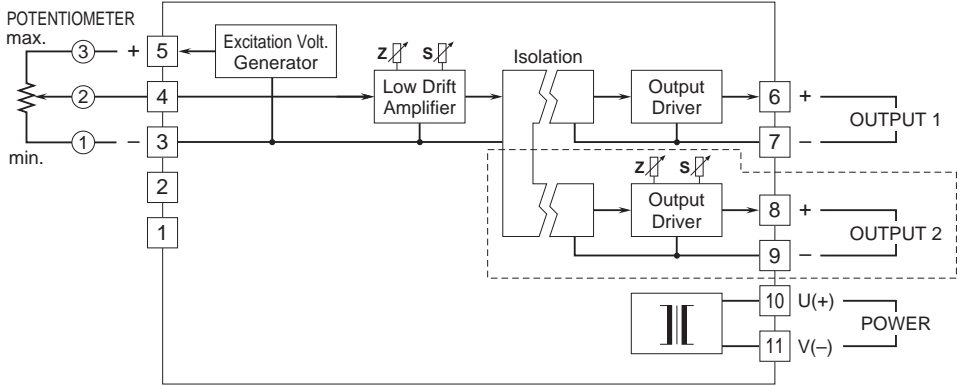 POTENTIOMETER
max.
3
+
5
Excitation Volt.
Generator
Z
S
Isolation
2
4
Low Drift
Amplifier
Output
Driver
6
+
OUTPUT 1
1
–
3
7
–
min.
2
1
Z
S
Output
Driver
8
+
OUTPUT 2
9
–
10
U(+)
POWER
11
V(–)